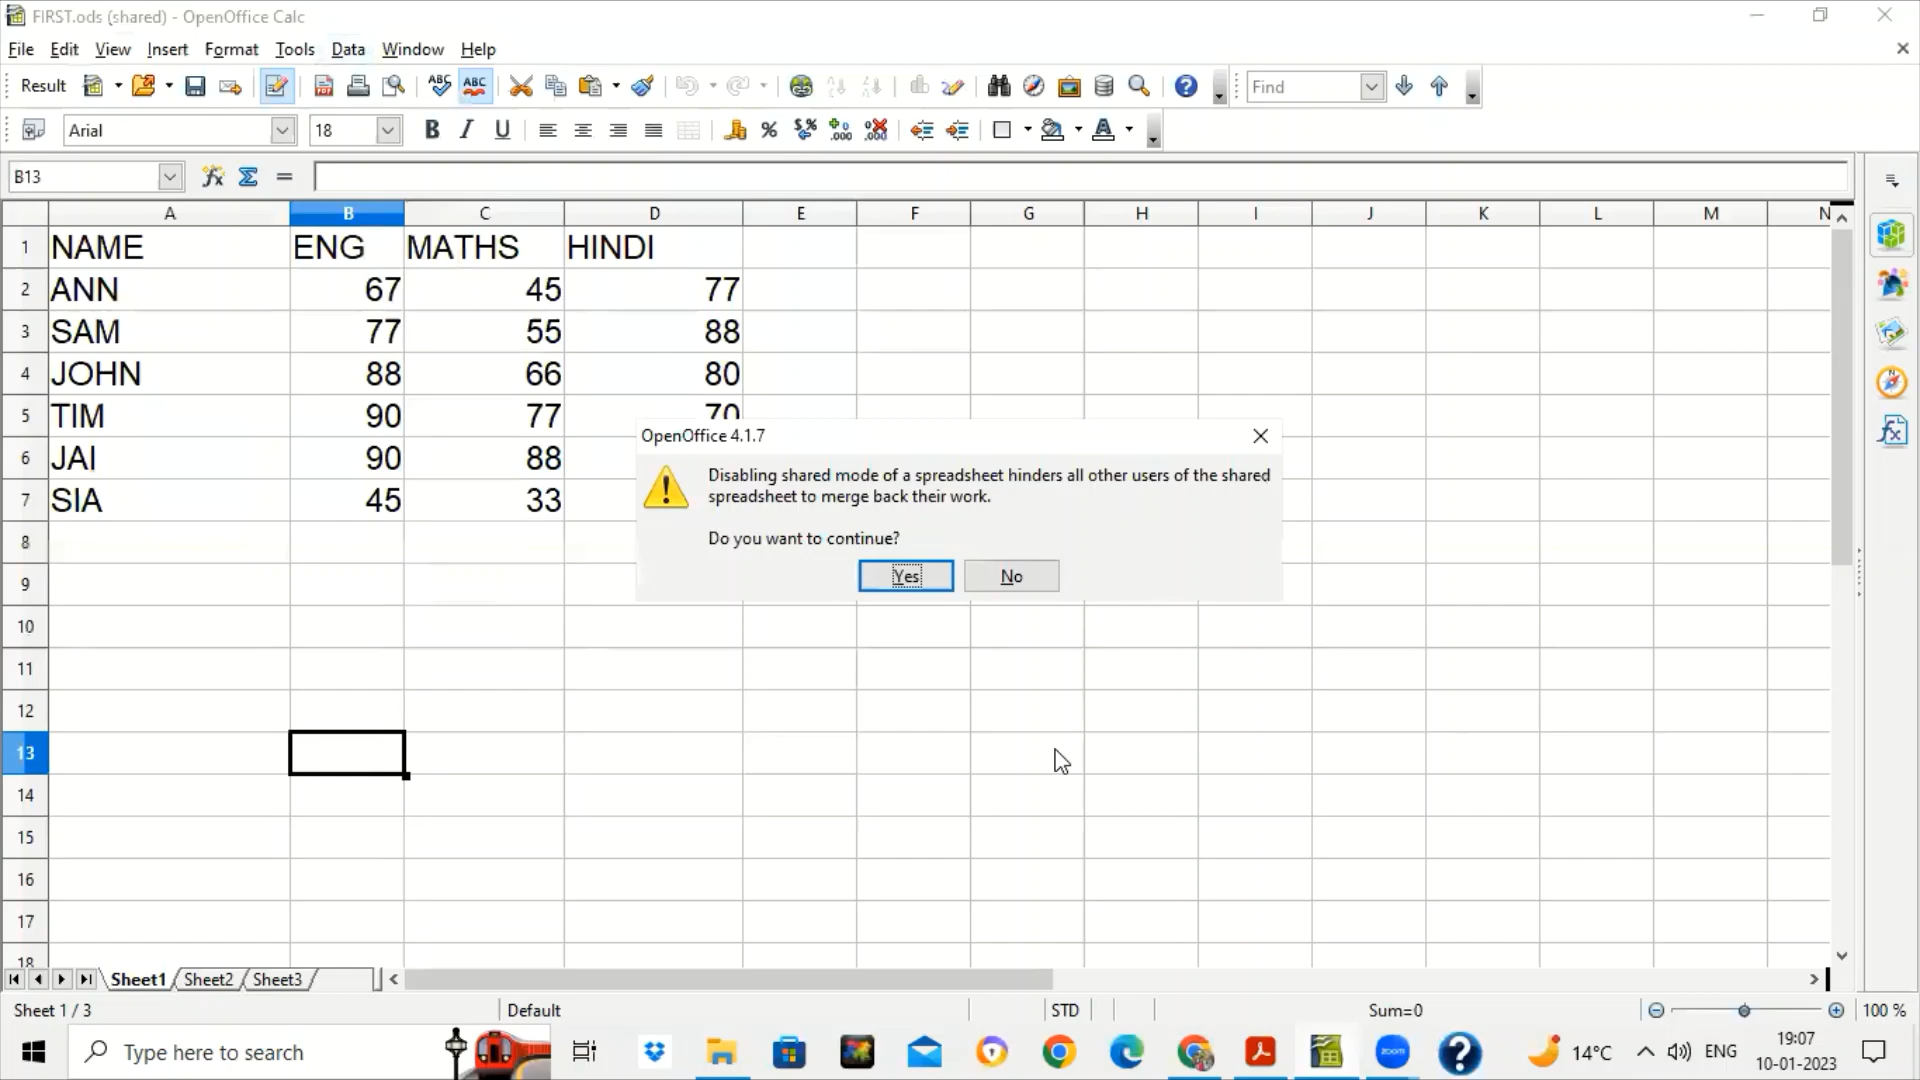 FIRST.ods (shared) - OpenOffice Calc
File Edit View Insert Format Tools Data Window Help
Result ABC ABC Find
Arial 18 B I U
B13
A B C D E F G H I J K L M N
1 NAME ENG MATHS HINDI
2 ANN 67 45 77
3 SAM 77 55 88
4 JOHN 88 66 80
5 TIM 90 77 70
6 JAI 90 88
7 SIA 45 33
8
9
10
11
12
13
14
15
16
17
18
OpenOffice 4.1.7
Disabling shared mode of a spreadsheet hinders all other users of the shared
spreadsheet to merge back their work.
Do you want to continue?
Yes No
Sheet1 Sheet2 Sheet3
Sheet 1 / 3 Default STD Sum=0 100 %
Type here to search zoom 14°C ENG 19:07
10-01-2023